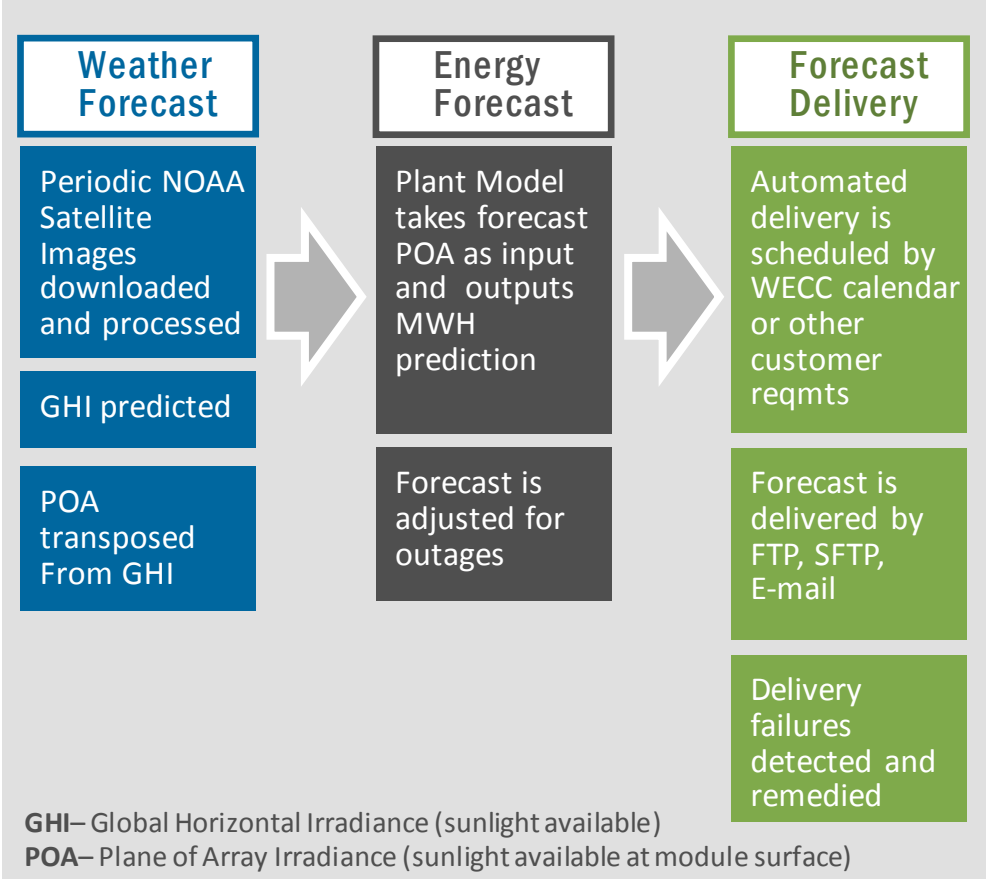 Weather
Forecast
Periodic NOAA
Satellite
Images
downloaded
and processed
GHI predicted
POA
transposed
From GHI
Energy
Forecast
Plant Model
takes forecast
POA as input
and outputs
MWH
prediction
Forecast is
adjusted for
outages
Forecast
Delivery
Automated
delivery is
scheduled by
WECC calendar
or other
customer
reqmts
Forecast is
delivered by
FTP, SFTP,
E-mail
Delivery
failures
detected and
remedied
GHI– Global Horizontal Irradiance (sunlight available)
POA– Plane of Array Irradiance (sunlight available at module surface)